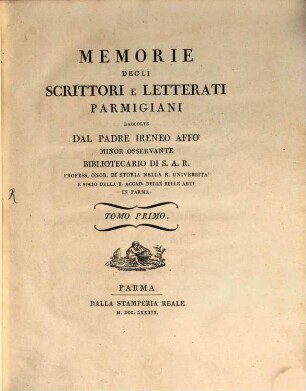 MEMORIE
DEGLI
SCRITTORI E LETTERATI
PARMIGIANI
RACCOLTE
DAL PADRE IRENEO AFFO'
MINOR OSSERVANTE
BIBLIOTECARIO DI S. A. R.
PROFESS. ONOR. DI STORIA NELLA R. UNIVERSITA'
E SOCIO DELLA R. ACCAD. DELLE BELLE ARTI
IN PARMA.
TOMO PRIMO.
PARMA
DALLA STAMPERIA REALE
M. DCC. LXXXIX.